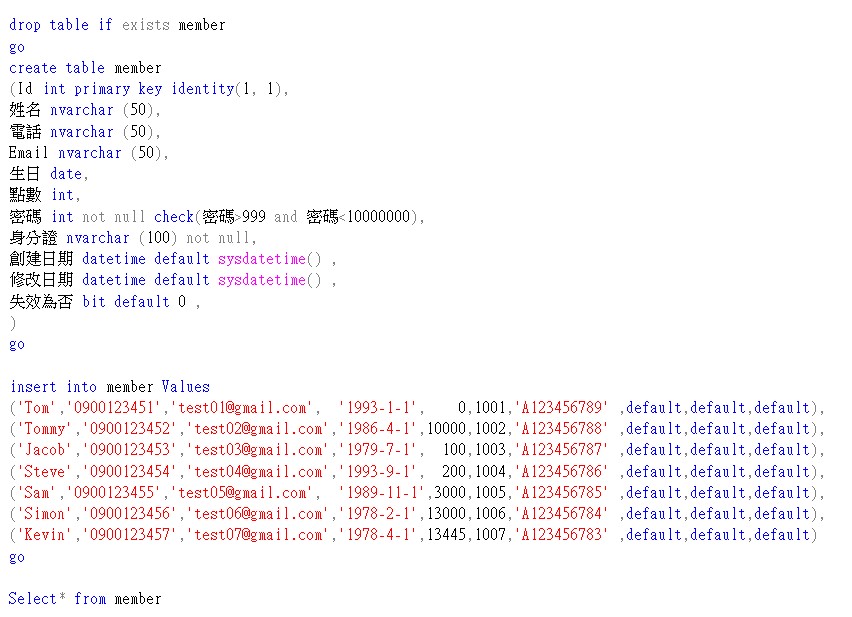 drop table if exists member
go
create table member
(Id int primary key identity(1, 1),
姓名 nvarchar (50),
電話 nvarchar (50),
Email nvarchar (50),
生日 date,
點數 int,
密碼 int not null check(密碼>999 and 密碼<10000000),
身分證 nvarchar (100) not null,
創建日期 datetime default sysdatetime() ,
修改日期 datetime default sysdatetime() ,
失效為否 bit default 0 ,
)
go
insert into member Values
('Tom','0900123451','test01@gmail.com', '1993-1-1', 0,1001,'A123456789' ,default,default,default),
('Tommy','0900123452','test02@gmail.com','1986-4-1',10000,1002,'A123456788' ,default,default,default),
('Jacob','0900123453','test03@gmail.com','1979-7-1', 100,1003,'A123456787' ,default,default,default),
('Steve','0900123454','test04@gmail.com','1993-9-1', 200,1004,'A123456786' ,default,default,default),
('Sam','0900123455','test05@gmail.com', '1989-11-1',3000,1005,'A123456785' ,default,default,default),
('Simon','0900123456','test06@gmail.com','1978-2-1',13000,1006,'A123456784' ,default,default,default),
('Kevin','0900123457','test07@gmail.com','1978-4-1',13445,1007,'A123456783' ,default,default,default)
go
Select* from member